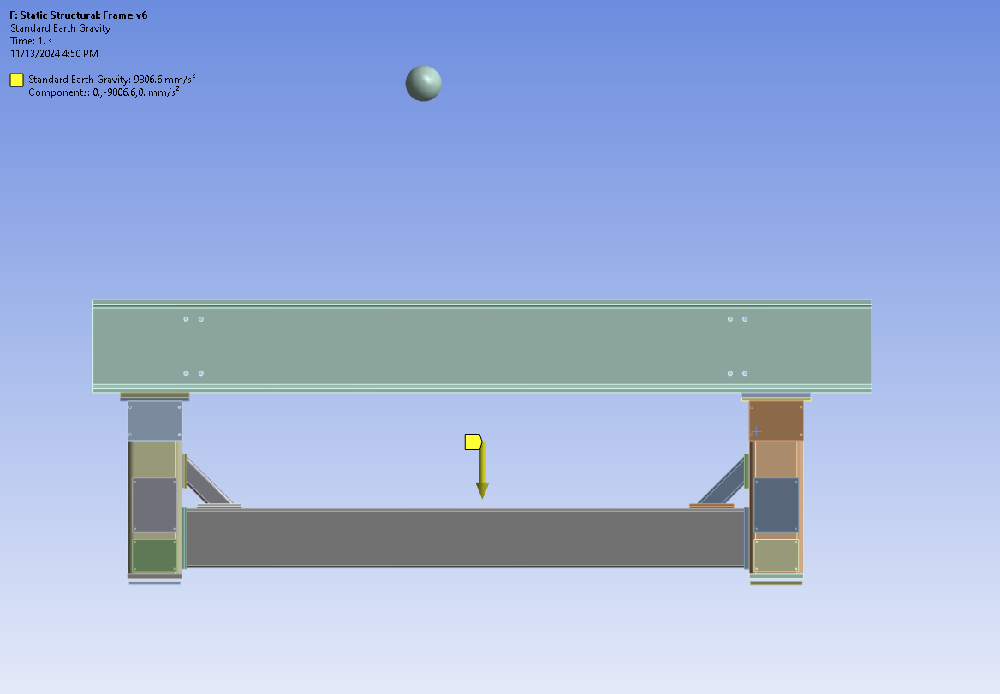 F: Static Structural: Frame v6
Standard Earth Gravity
Time: 1. s
11/13/2024 4:50 PM
Standard Earth Gravity: 9806.6 mm/s²
Components: 0.,-9806.6,0. mm/s²